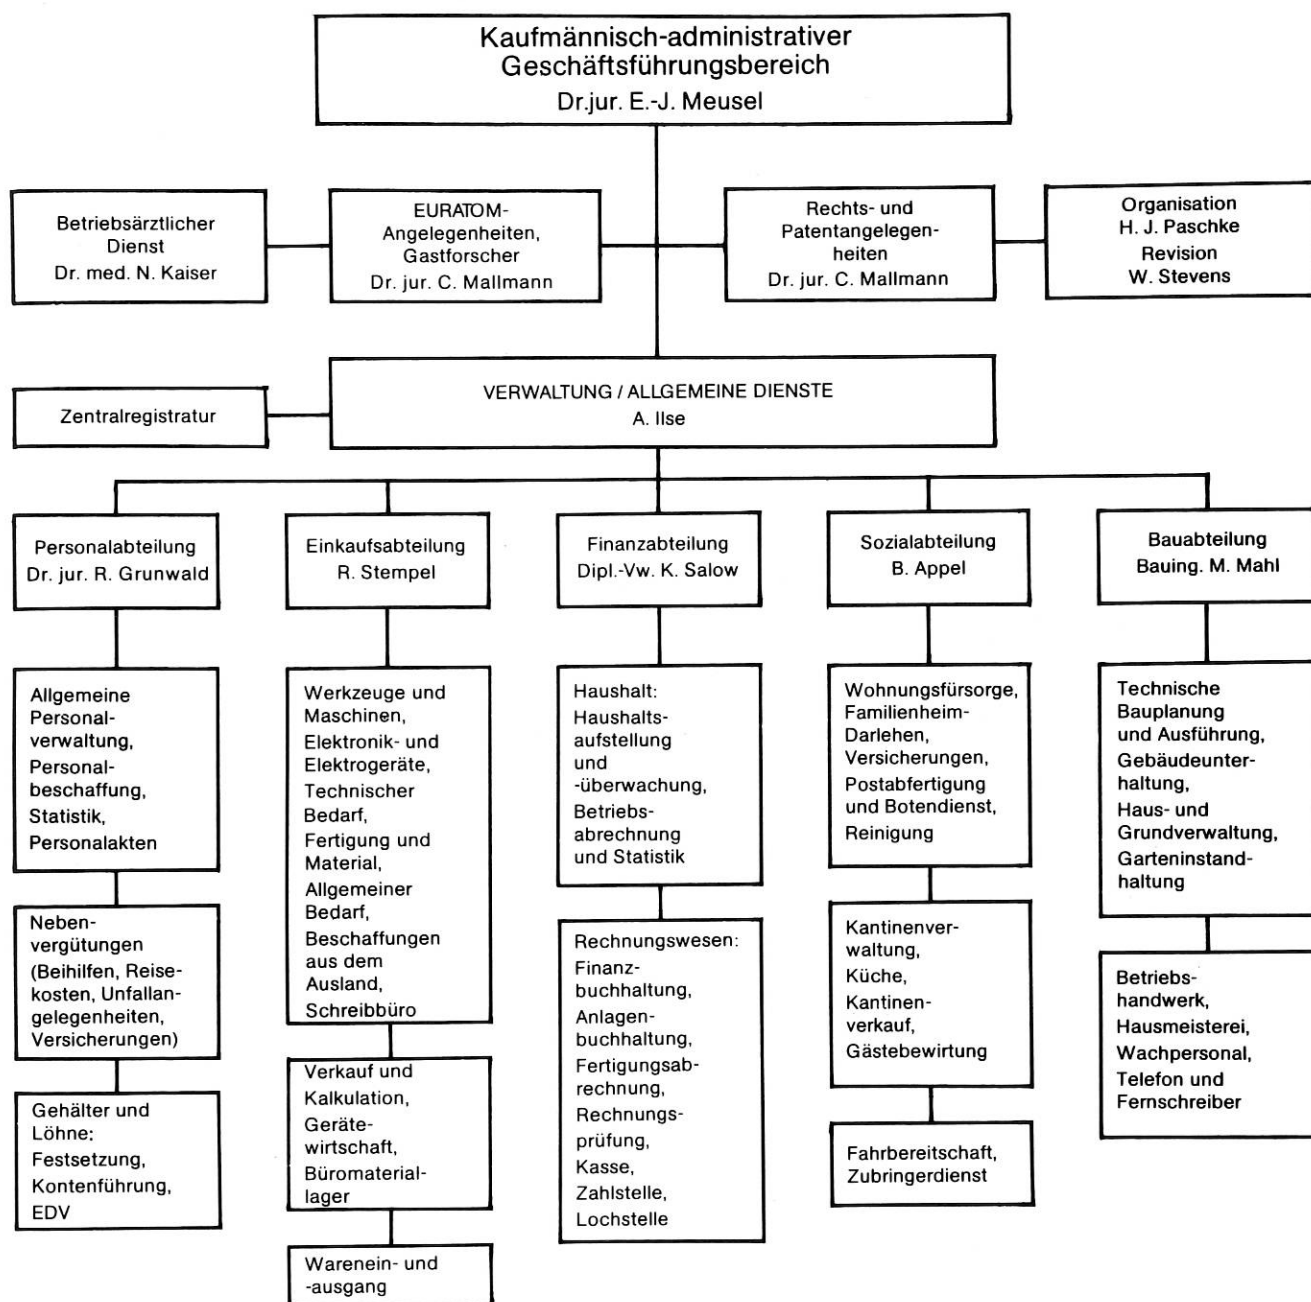 Kaufmännisch-administrativer
Geschäftsführungsbereich
Dr.jur. E.-J. Meusel
Betriebsärztlicher
Dienst
Dr. med. N. Kaiser
EURATOM-
Angelegenheiten,
Gastforscher
Dr. jur. C. Mallmann
Rechts- und
Patentangelegen-
heiten
Dr. jur. C. Mallmann
Organisation
H. J. Paschke
Revision
W. Stevens
Zentralregistratur
VERWALTUNG / ALLGEMEINE DIENSTE
A. Ilse
Personalabteilung
Dr. jur. R. Grunwald
Einkaufsabteilung
R. Stempel
Finanzabteilung
Dipl.-Vw. K. Salow
Sozialabteilung
B. Appel
Bauabteilung
Bauing. M. Mahl
Allgemeine
Personal-
verwaltung,
Personal-
beschaffung,
Statistik,
Personalakten
Neben-
vergütungen
(Beihilfen, Reise-
kosten, Unfallan-
gelegenheiten,
Versicherungen)
Gehälter und
Löhne:
Festsetzung,
Kontenführung,
EDV
Werkzeuge und
Maschinen,
Elektronik- und
Elektrogeräte,
Technischer
Bedarf,
Fertigung und
Material,
Allgemeiner
Bedarf,
Beschaffungen
aus dem
Ausland,
Schreibbüro
Verkauf und
Kalkulation,
Geräte-
wirtschaft,
Büromaterial-
lager
Warenein- und
-ausgang
Haushalt:
Haushalts-
aufstellung
und
-überwachung,
Betriebs-
abrechnung
und Statistik
Rechnungswesen:
Finanz-
buchhaltung,
Anlagen-
buchhaltung,
Fertigungsab-
rechnung,
Rechnungs-
prüfung,
Kasse,
Zahlstelle,
Lochstelle
Wohnungsfürsorge,
Familienheim-
Darlehen,
Versicherungen,
Postabfertigung
und Botendienst,
Reinigung
Kantinenver-
waltung,
Küche,
Kantinen-
verkauf,
Gästebewirtung
Fahrbereitschaft,
Zubringerdienst
Technische
Bauplanung
und Ausführung,
Gebäudeunter-
haltung,
Haus- und
Grundverwaltung,
Garteninstand-
haltung
Betriebs-
handwerk,
Hausmeisterei,
Wachpersonal,
Telefon und
Fernschreiber